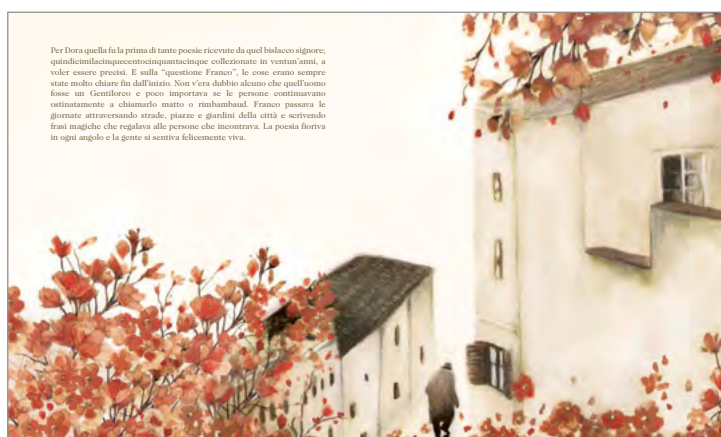 Per Dora quella fu la prima di tante poesie ricevute da quel bislacco signore;
quindicimilacinquecentocinquantacinque collezionate in ventun'anni, a
voler essere precisi. E sulla “questione Franco”, le cose erano sempre
state molto chiare fin dall'inizio. Non v'era dubbio alcuno che quell'uomo
fosse un Gentilorco e poco importava se le persone continuavano
ostinatamente a chiamarlo matto o rimbambaud. Franco passava le
giornate attraversando strade, piazze e giardini della città e scrivendo
frasi magiche che regalava alle persone che incontrava. La poesia fioriva
in ogni angolo e la gente si sentiva felicemente viva.